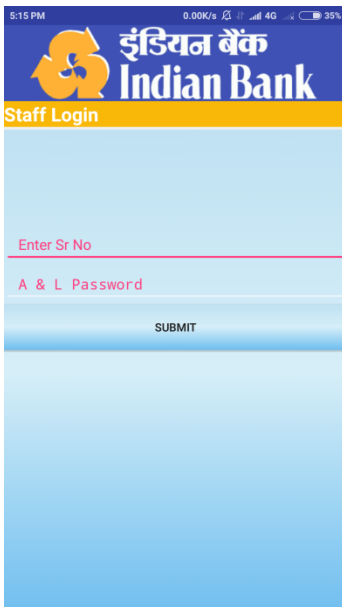 5:15 PM 0.00K/s 4G 35%
इंडियन बैंक
Indian Bank
Staff Login
Enter Sr No
A & L Password
SUBMIT